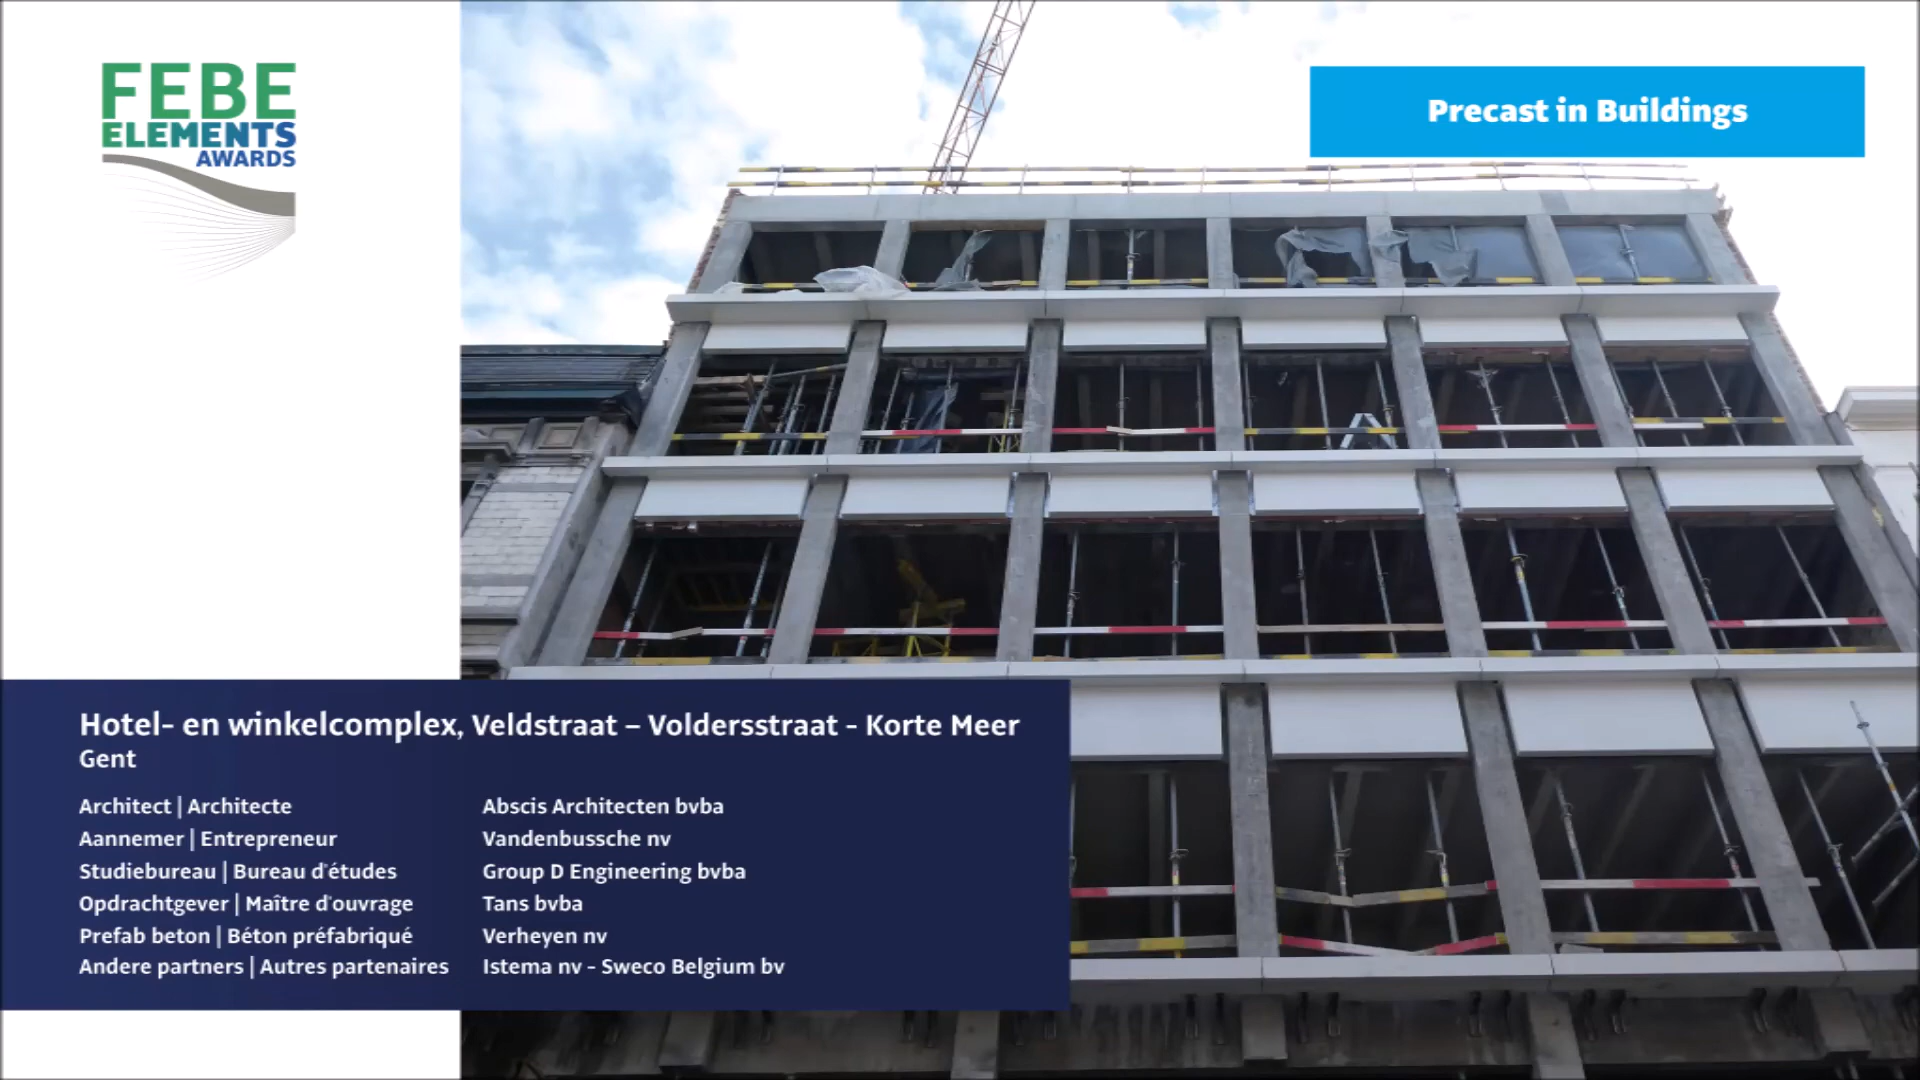 FEBE
ELEMENTS
AWARDS
Precast in Buildings
Hotel- en winkelcomplex, Veldstraat – Voldersstraat - Korte Meer
Gent
Architect | Architecte Abscis Architecten bvba
Aannemer | Entrepreneur Vandenbussche nv
Studiebureau | Bureau d'études Group D Engineering bvba
Opdrachtgever | Maître d'ouvrage Tans bvba
Prefab beton | Béton préfabriqué Verheyen nv
Andere partners | Autres partenaires Istema nv - Sweco Belgium bv